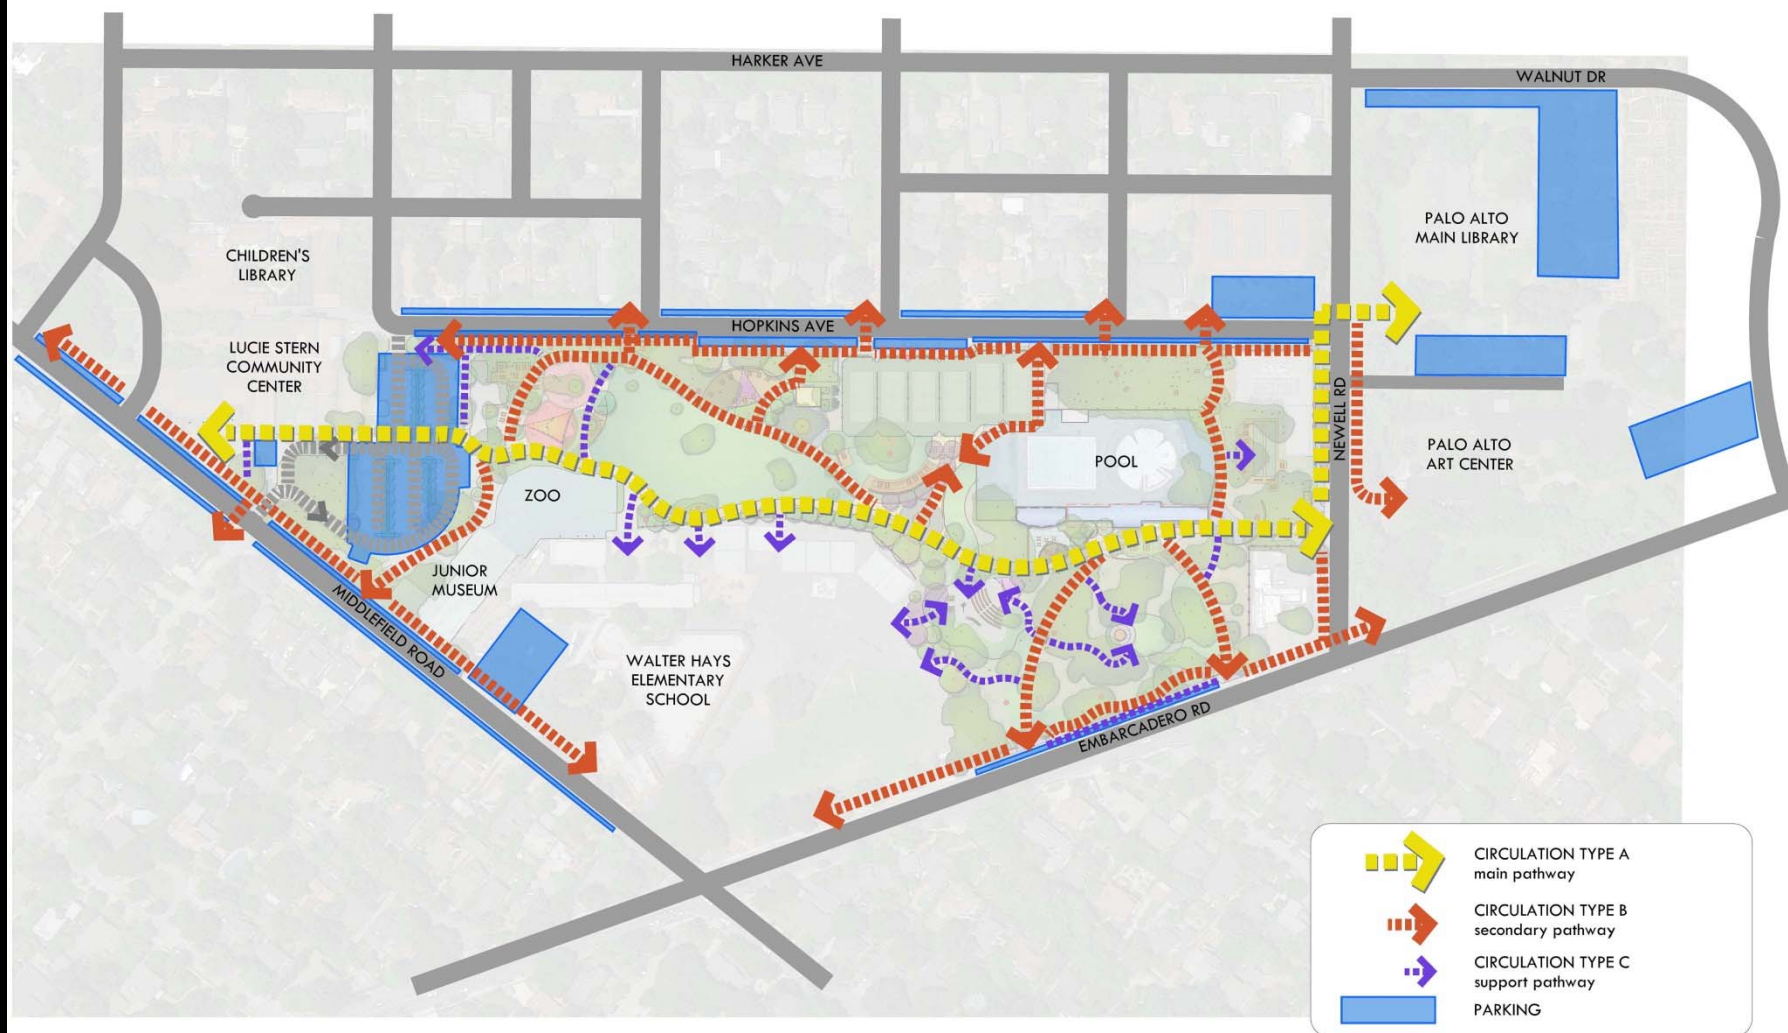 HARKER AVE
WALNUT DR
PALO ALTO
MAIN LIBRARY
CHILDREN'S
LIBRARY
HOPKINS AVE
LUCIE STERN
COMMUNITY
CENTER
NEWELL RD
PALO ALTO
ART CENTER
POOL
ZOO
JUNIOR
MUSEUM
MIDDLEFIELD ROAD
WALTER HAYS
ELEMENTARY
SCHOOL
EMBARCADERO RD
CIRCULATION TYPE A
main pathway
CIRCULATION TYPE B
secondary pathway
CIRCULATION TYPE C
support pathway
PARKING